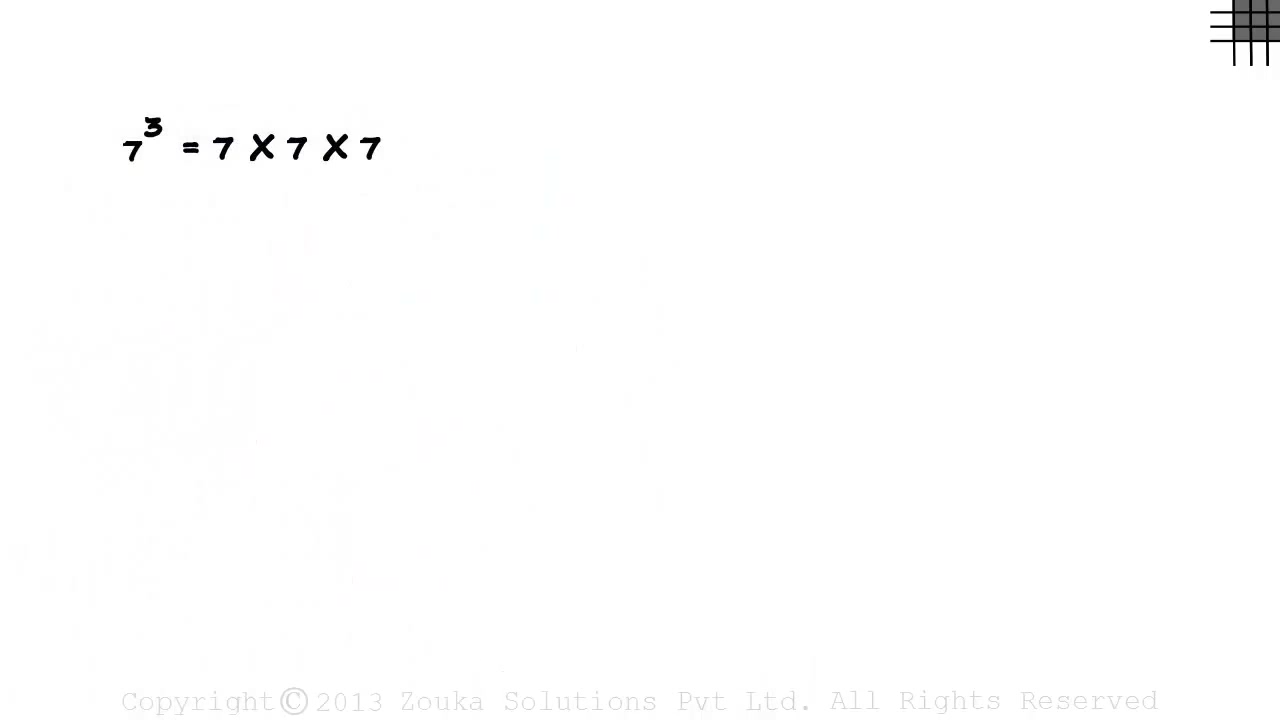 7³ = 7 X 7 X 7
Copyright © 2013 Zouka Solutions Pvt Ltd. All Rights Reserved